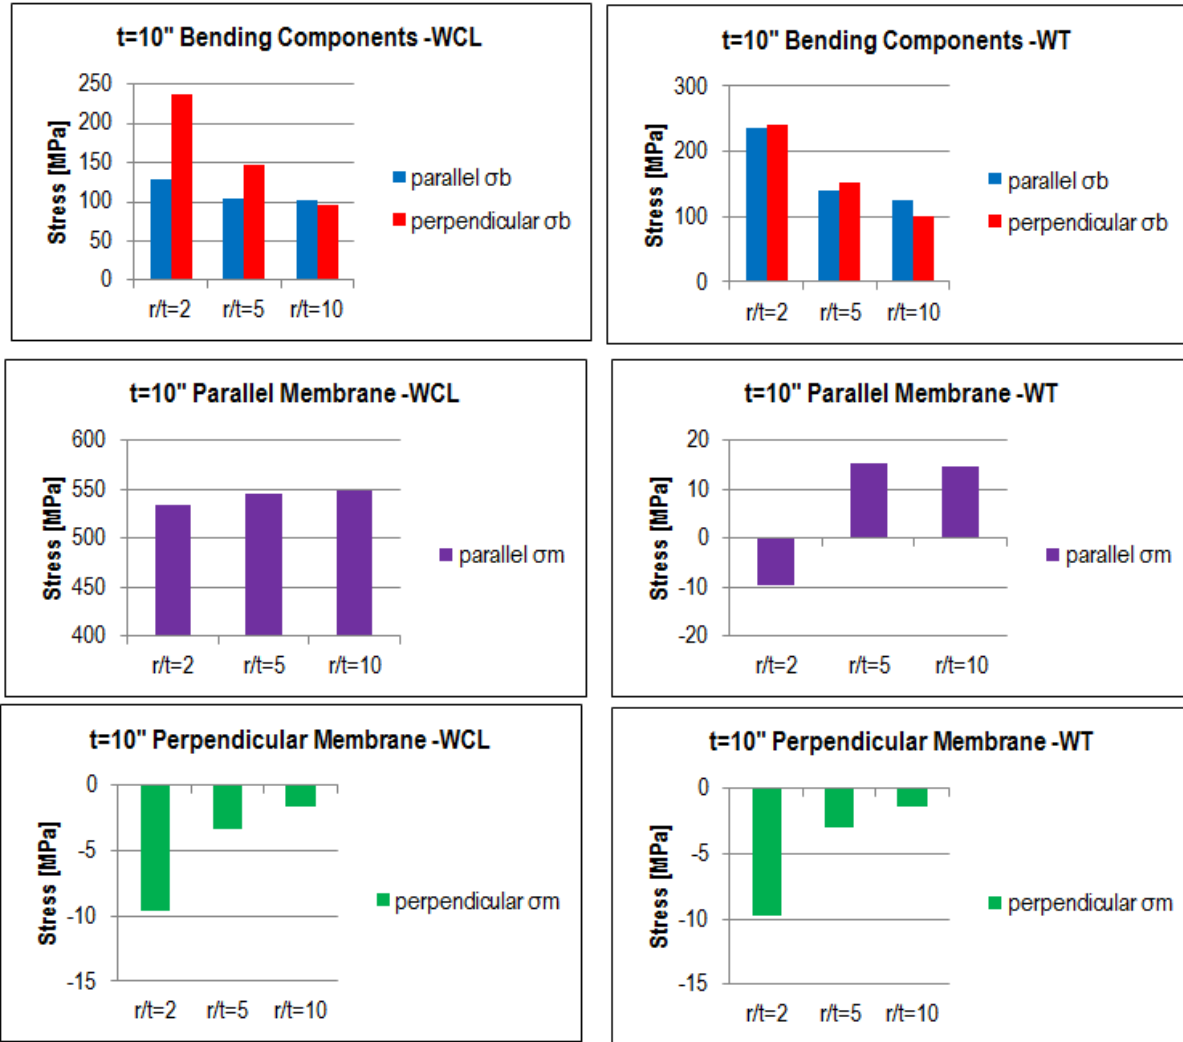 t=10" Bending Components -WCL
Stress [MPa]
250
200
150
100
50
0
r/t=2 r/t=5 r/t=10
parallel σb
perpendicular σb
t=10" Bending Components -WT
Stress [MPa]
300
200
100
0
r/t=2 r/t=5 r/t=10
parallel σb
perpendicular σb
t=10" Parallel Membrane -WCL
Stress [MPa]
600
550
500
450
400
r/t=2 r/t=5 r/t=10
parallel σm
t=10" Parallel Membrane -WT
Stress [MPa]
20
10
0
-10
-20
r/t=2 r/t=5 r/t=10
parallel σm
t=10" Perpendicular Membrane -WCL
Stress [MPa]
0
-5
-10
-15
r/t=2 r/t=5 r/t=10
perpendicular σm
t=10" Perpendicular Membrane -WT
Stress [MPa]
0
-5
-10
-15
r/t=2 r/t=5 r/t=10
perpendicular σm